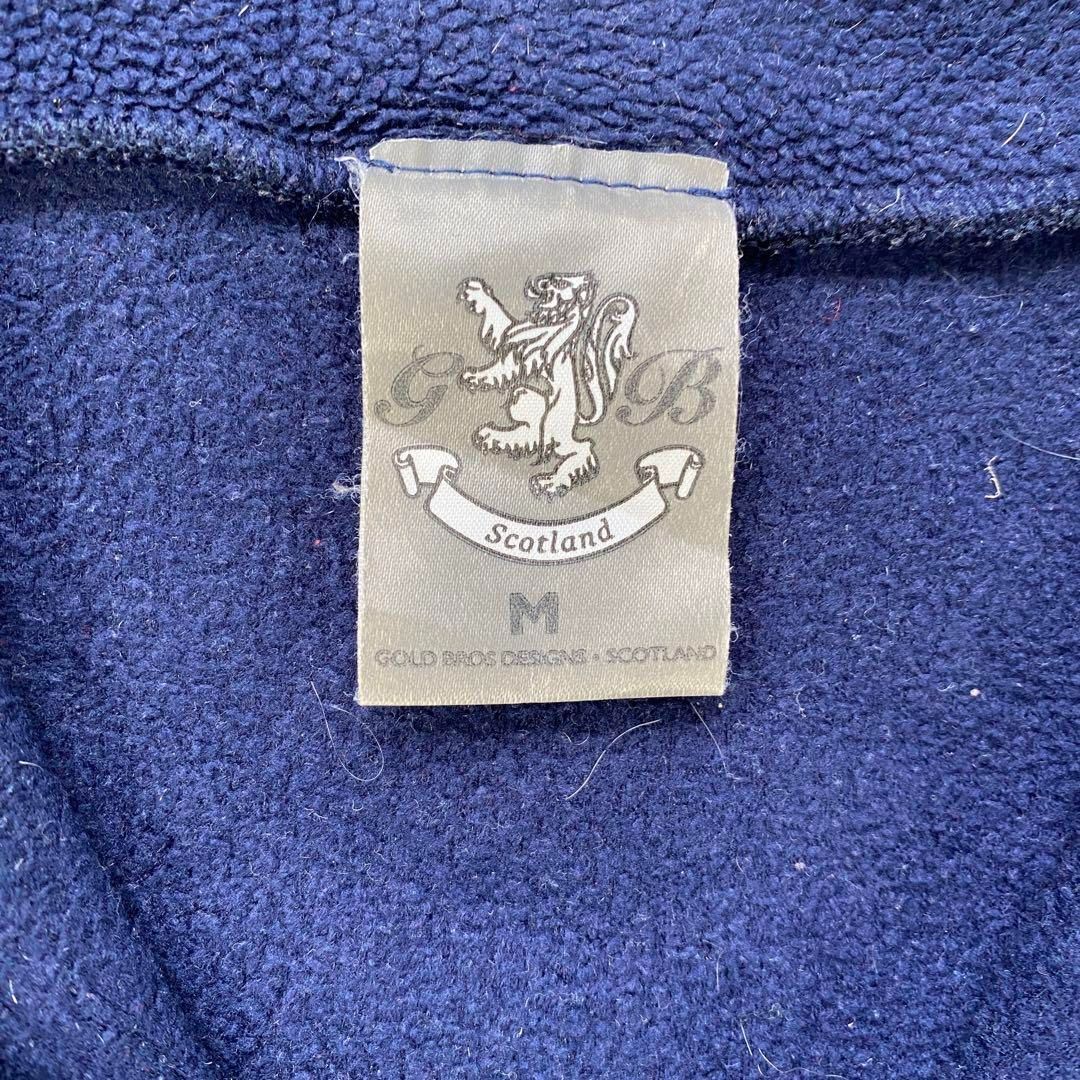 G B
Scotland
M
GOLD BROS DESIGNS • SCOTLAND